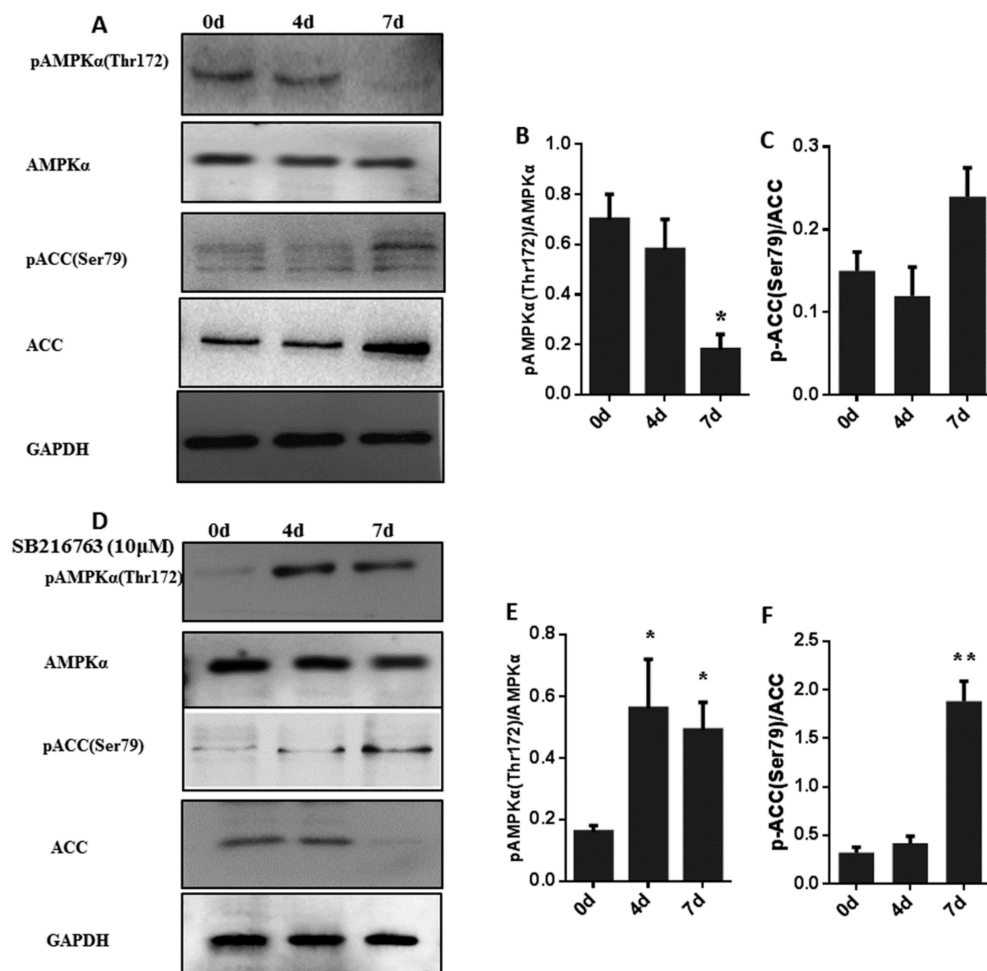 A
0d 4d 7d
pAMPKα(Thr172)
AMPKα
pACC(Ser79)
ACC
GAPDH
B
pAMPKα(Thr172)/AMPKα
1.0
0.8
0.6
0.4
0.2
0.0
*
0d 4d 7d
C
p-ACC(Ser79)/ACC
0.3
0.2
0.1
0.0
0d 4d 7d
D
0d 4d 7d
SB216763 (10μM)
pAMPKα(Thr172)
AMPKα
pACC(Ser79)
ACC
GAPDH
E
pAMPKα(Thr172)/AMPKα
0.8
0.6
0.4
0.2
0.0
* *
0d 4d 7d
F
p-ACC(Ser79)/ACC
2.5
2.0
1.5
1.0
0.5
0.0
**
0d 4d 7d